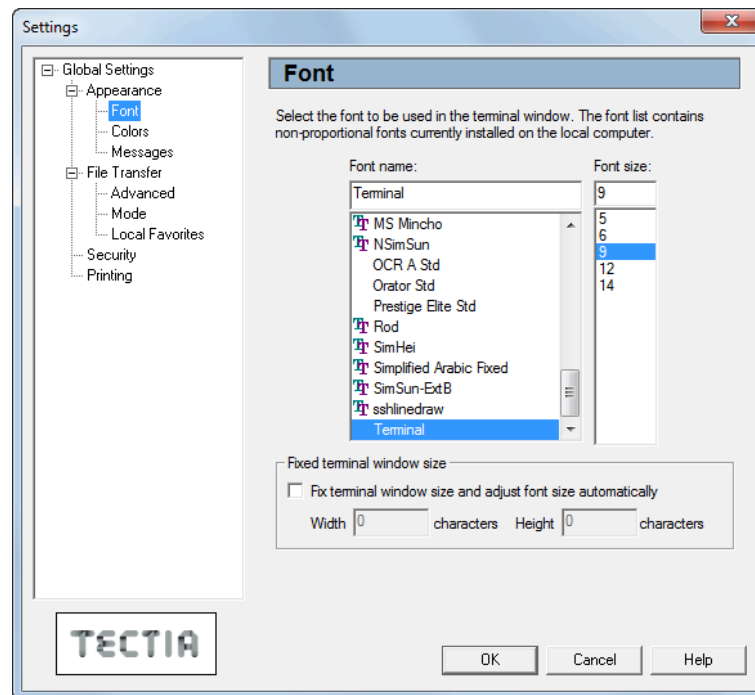 Settings
Global Settings
Appearance
Font
Colors
Messages
File Transfer
Advanced
Mode
Local Favorites
Security
Printing
TECTIA
Font
Select the font to be used in the terminal window. The font list contains
non-proportional fonts currently installed on the local computer.
Font name:
Terminal
MS Mincho
NSimSun
OCR A Std
Orator Std
Prestige Elite Std
Rod
SimHei
Simplified Arabic Fixed
SimSun-ExtB
sshlinedraw
Terminal
Font size:
9
5
6
9
12
14
Fixed terminal window size
Fix terminal window size and adjust font size automatically
Width 0 characters Height 0 characters
OK Cancel Help